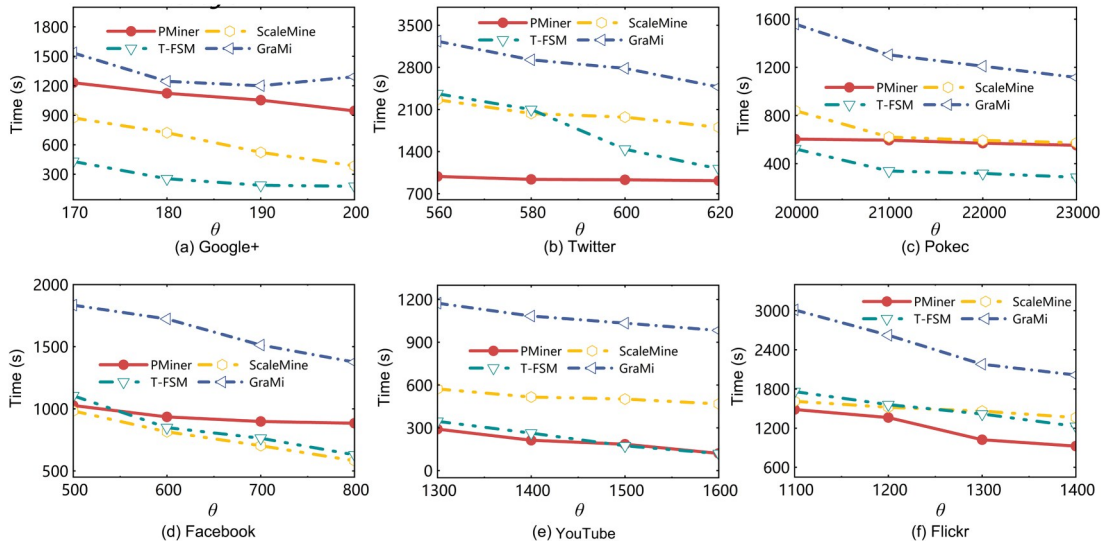 1800
1500
1200
900
600
300
Time (s)
PMiner
ScaleMine
T-FSM
GraMi
170
180
190
200
θ
(a) Google+
3500
2800
2100
1400
700
Time (s)
PMiner
ScaleMine
T-FSM
GraMi
560
580
600
620
θ
(b) Twitter
1600
1200
800
400
Time (s)
PMiner
ScaleMine
T-FSM
GraMi
20000
21000
22000
23000
θ
(c) Pokec
2000
1500
1000
500
Time (s)
PMiner
ScaleMine
T-FSM
GraMi
500
600
700
800
θ
(d) Facebook
1200
900
600
300
0
Time (s)
PMiner
ScaleMine
T-FSM
GraMi
1300
1400
1500
1600
θ
(e) YouTube
3000
2400
1800
1200
600
Time (s)
PMiner
ScaleMine
T-FSM
GraMi
1100
1200
1300
1400
θ
(f) Flickr